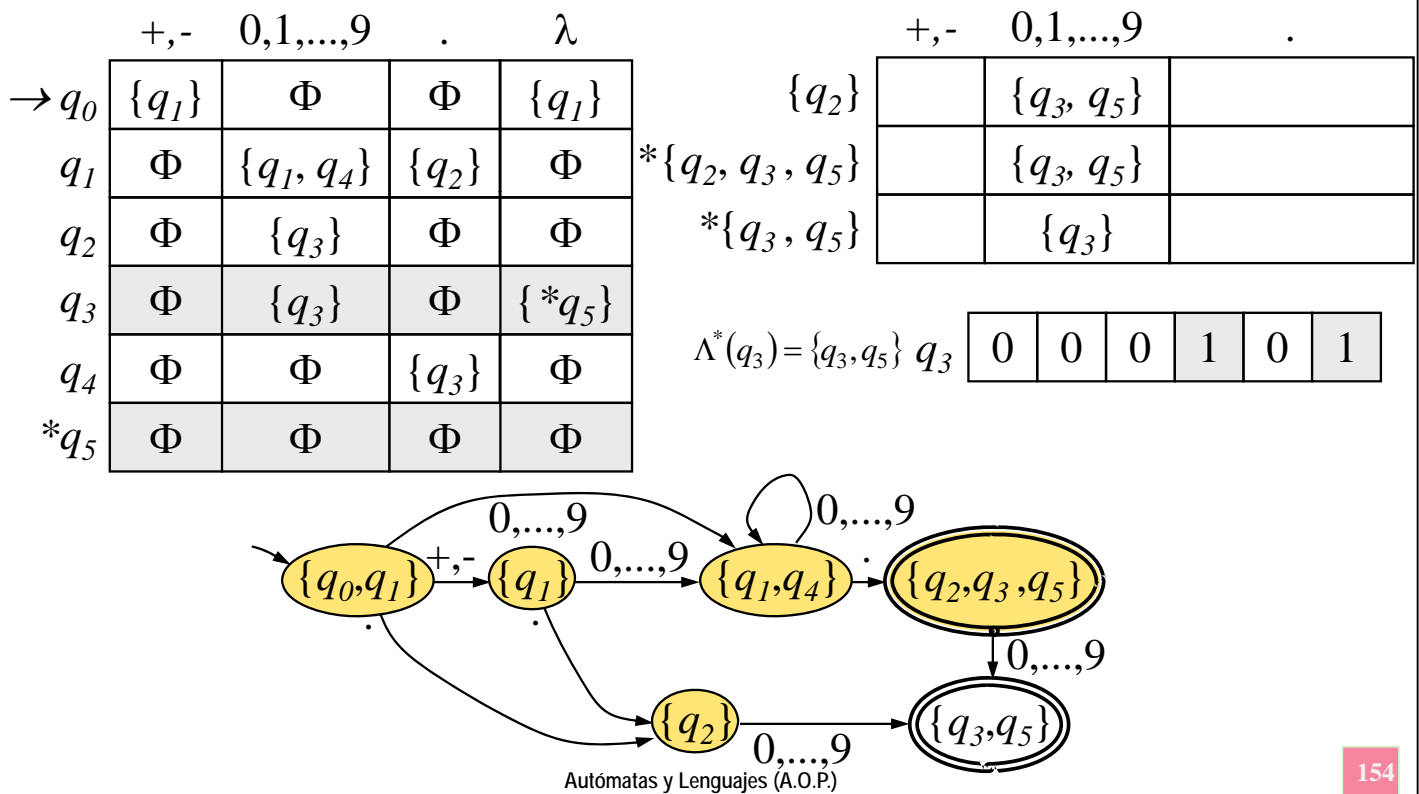 +,- 0,1,...,9 . λ
→ q0 {q1} Φ Φ {q1}
q1 Φ {q1, q4} {q2} Φ
q2 Φ {q3} Φ Φ
q3 Φ {q3} Φ {*q5}
q4 Φ Φ {q3} Φ
*q5 Φ Φ Φ Φ
+,- 0,1,...,9 .
{q2} {q3, q5}
*{q2, q3 , q5} {q3, q5}
*{q3 , q5} {q3}
Λ*(q3) = {q3,q5} q3 0 0 0 1 0 1
0,...,9 0,...,9
{q0,q1} +,- {q1} 0,...,9 {q1,q4} . {q2,q3 ,q5}
. .
0,...,9
{q2} 0,...,9 {q3,q5}
Autómatas y Lenguajes (A.O.P.)
154